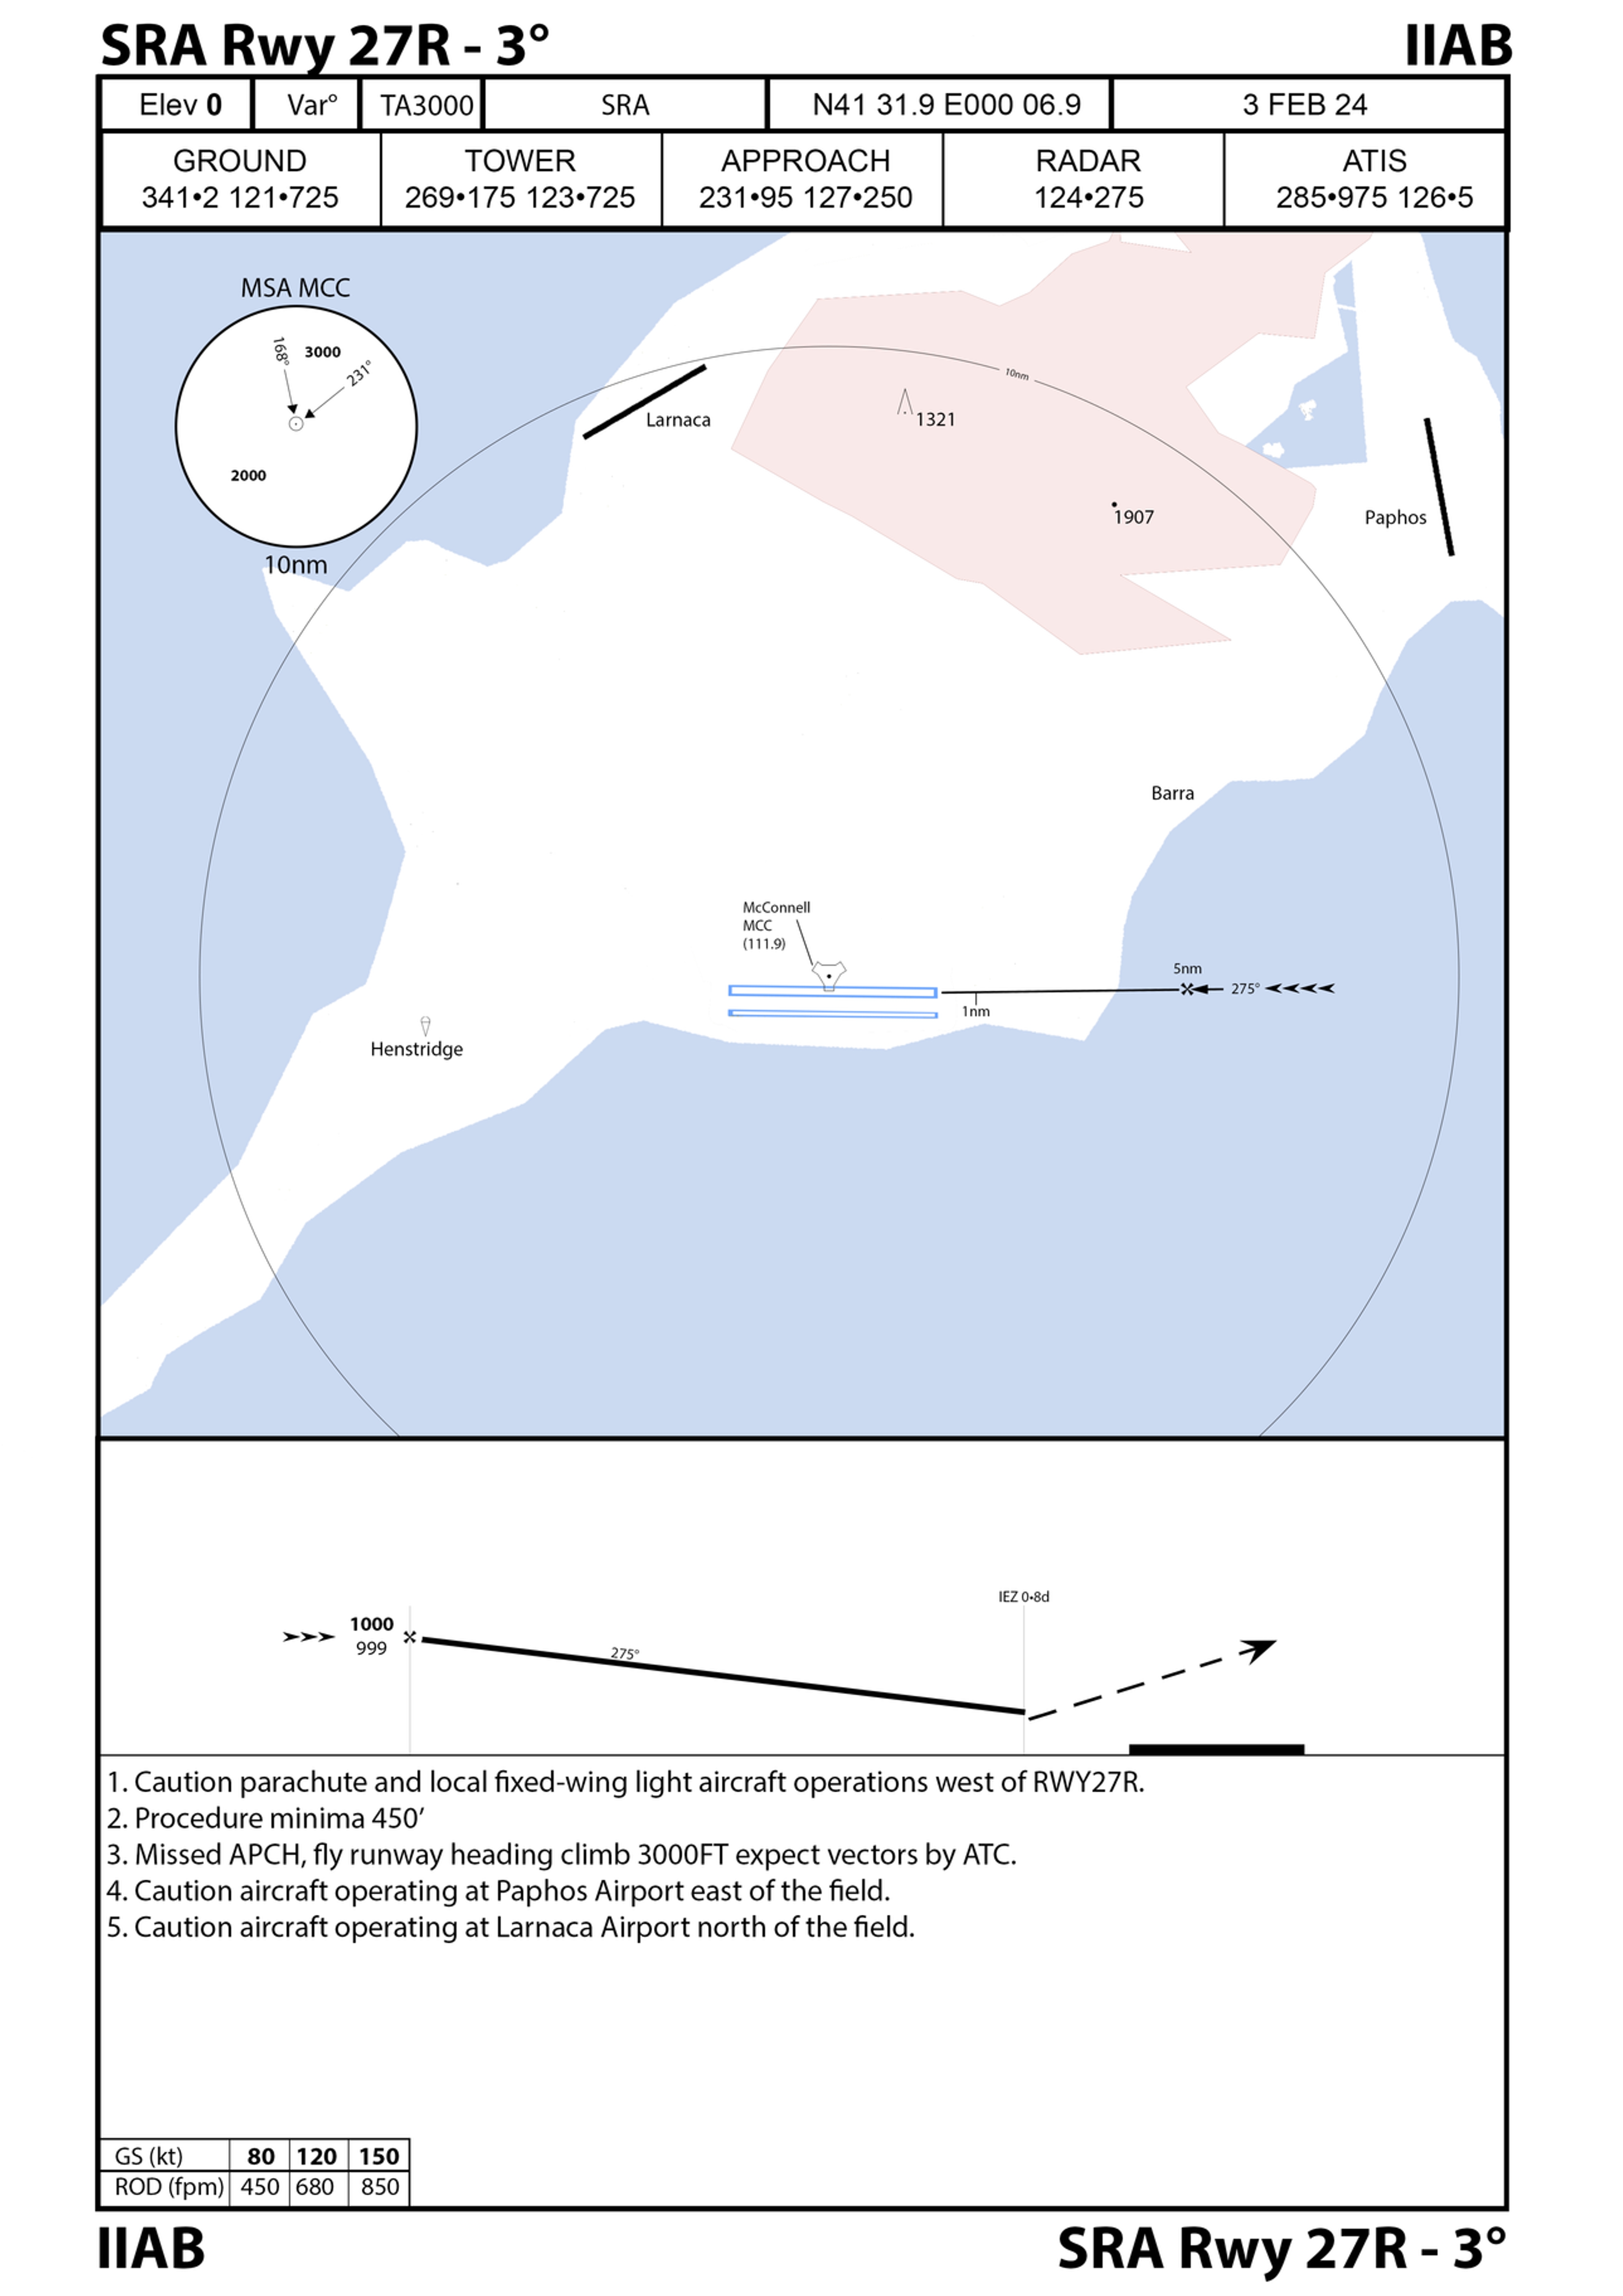 SRA Rwy 27R - 3°
IIAB
Elev 0
Var°
TA3000
SRA
N41 31.9 E000 06.9
3 FEB 24
GROUND
341•2 121•725
TOWER
269•175 123•725
APPROACH
231•95 127•250
RADAR
124•275
ATIS
285•975 126•5
MSA MCC
168°
3000
231°
2000
10nm
10nm
Larnaca
1321
1907
Paphos
Barra
McConnell
MCC
(111.9)
5nm
275°
1nm
Henstridge
IEZ 0•8d
1000
999
275°
1. Caution parachute and local fixed-wing light aircraft operations west of RWY27R.
2. Procedure minima 450′
3. Missed APCH, fly runway heading climb 3000FT expect vectors by ATC.
4. Caution aircraft operating at Paphos Airport east of the field.
5. Caution aircraft operating at Larnaca Airport north of the field.
GS (kt) 80 120 150
ROD (fpm) 450 680 850
IIAB
SRA Rwy 27R - 3°